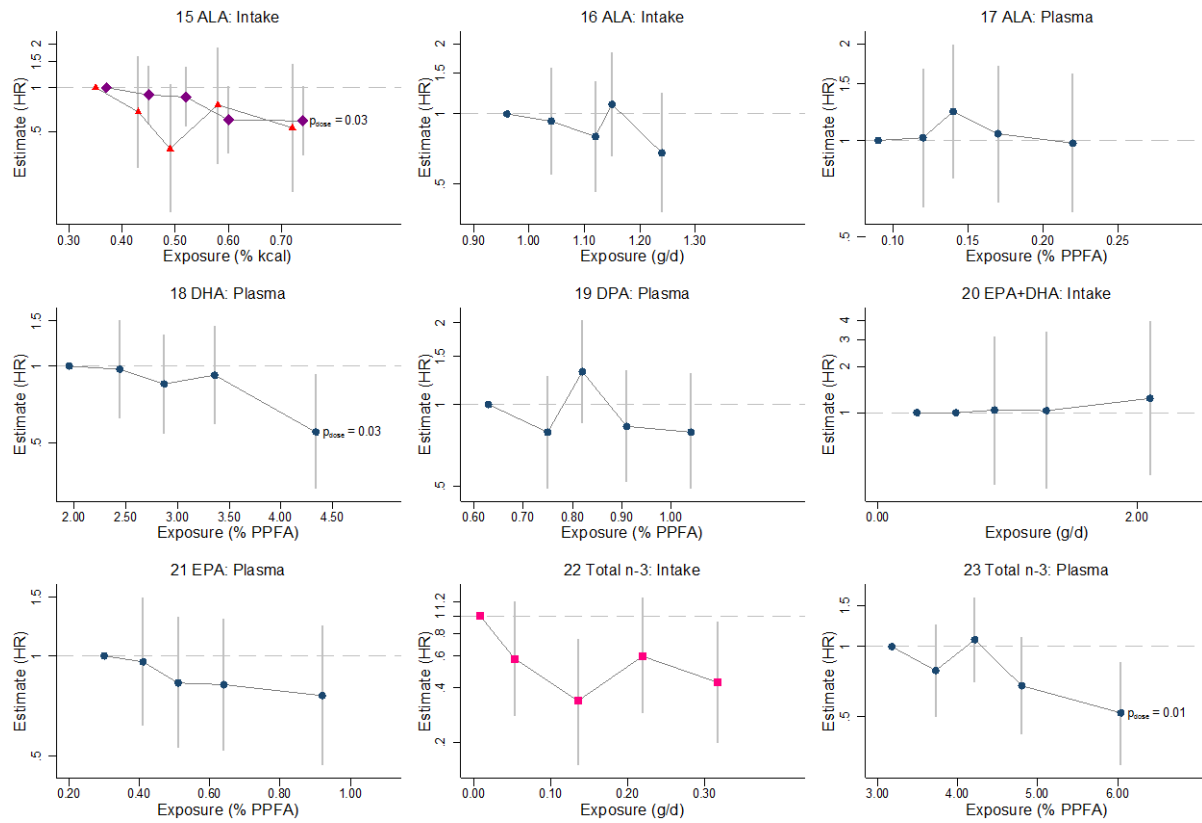 15 ALA: Intake
Estimate (HR)
2
1.5
1
.5
p_dose = 0.03
0.30 0.40 0.50 0.60 0.70
Exposure (% kcal)
16 ALA: Intake
Estimate (HR)
2
1.5
1
.5
0.90 1.00 1.10 1.20 1.30
Exposure (g/d)
17 ALA: Plasma
Estimate (HR)
2
1.5
1
.5
0.10 0.15 0.20 0.25
Exposure (% PPFA)
18 DHA: Plasma
Estimate (HR)
1.5
1
.5
p_dose = 0.03
2.00 2.50 3.00 3.50 4.00 4.50
Exposure (% PPFA)
19 DPA: Plasma
Estimate (HR)
2
1.5
1
.5
0.60 0.70 0.80 0.90 1.00
Exposure (% PPFA)
20 EPA+DHA: Intake
Estimate (HR)
4
3
2
1
0.00 2.00
Exposure (g/d)
21 EPA: Plasma
Estimate (HR)
1.5
1
.5
0.20 0.40 0.60 0.80 1.00
Exposure (% PPFA)
22 Total n-3: Intake
Estimate (HR)
1.2
1
.8
.6
.4
.2
0.00 0.10 0.20 0.30
Exposure (g/d)
23 Total n-3: Plasma
Estimate (HR)
1.5
1
.5
p_dose = 0.01
3.00 4.00 5.00 6.00
Exposure (% PPFA)